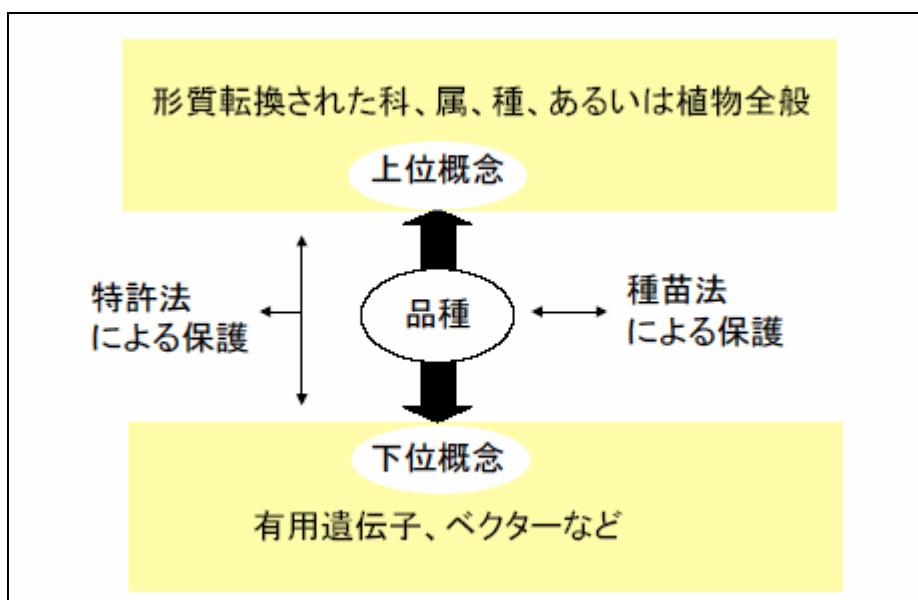 形質転換された科、属、種、あるいは植物全般
上位概念
特許法
による保護
品種
種苗法
による保護
下位概念
有用遺伝子、ベクターなど